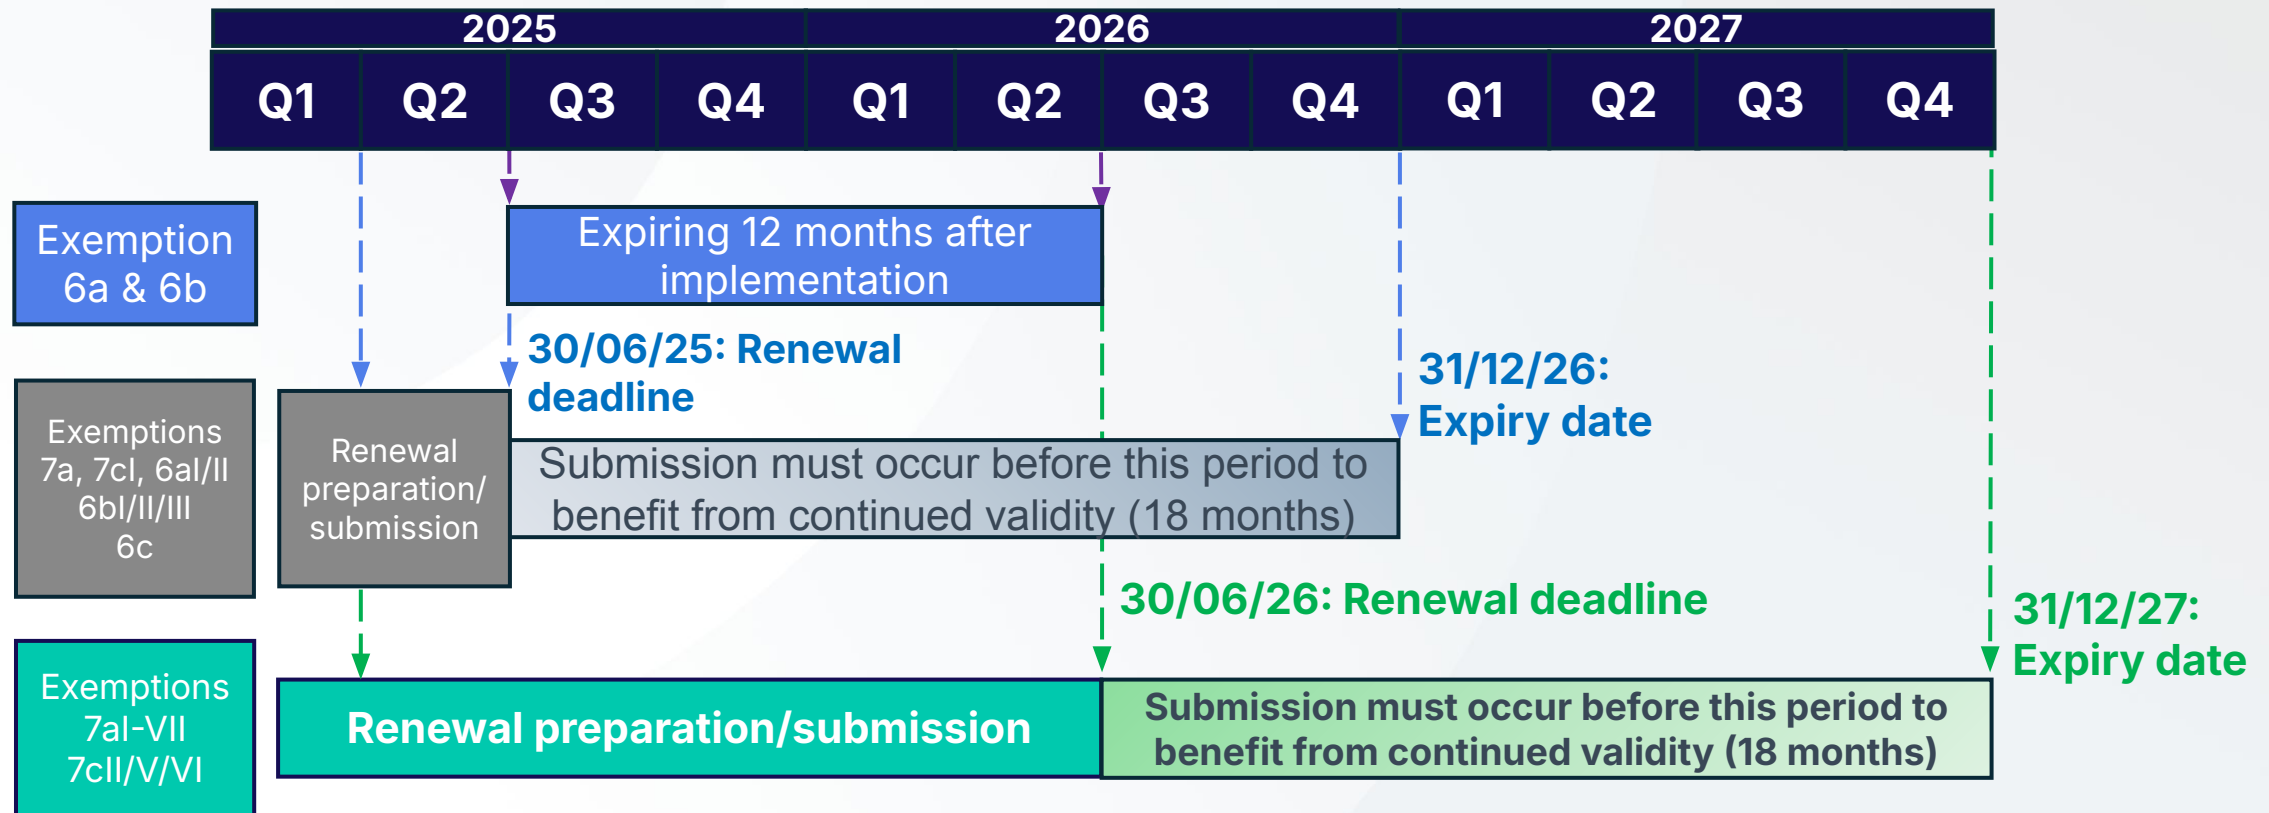 2025 2026 2027
Q1 Q2 Q3 Q4 Q1 Q2 Q3 Q4 Q1 Q2 Q3 Q4
Exemption
6a & 6b
Expiring 12 months after
implementation
30/06/25: Renewal
deadline
31/12/26:
Expiry date
Exemptions
7a, 7cI, 6aI/II
6bI/II/III
6c
Renewal
preparation/
submission
Submission must occur before this period to
benefit from continued validity (18 months)
30/06/26: Renewal deadline
31/12/27:
Expiry date
Exemptions
7aI-VII
7cII/V/VI
Renewal preparation/submission
Submission must occur before this period to
benefit from continued validity (18 months)